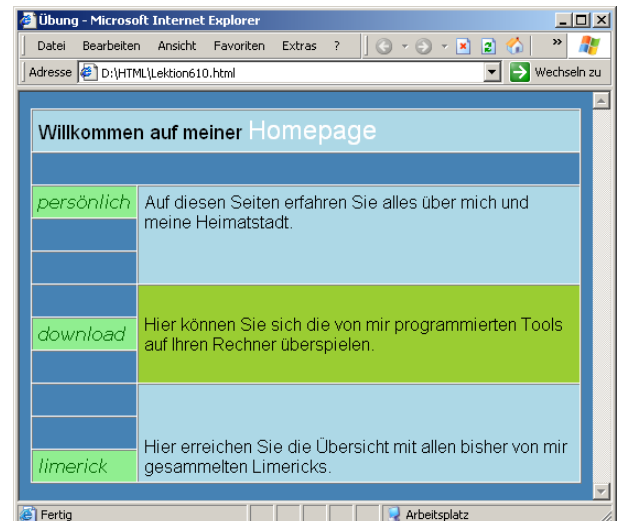 Übung - Microsoft Internet Explorer
Datei Bearbeiten Ansicht Favoriten Extras ? »
Adresse D:\HTML\Lektion610.html Wechseln zu
Willkommen auf meiner Homepage
persönlich
Auf diesen Seiten erfahren Sie alles über mich und
meine Heimatstadt.
download
Hier können Sie sich die von mir programmierten Tools
auf Ihren Rechner überspielen.
limerick
Hier erreichen Sie die Übersicht mit allen bisher von mir
gesammelten Limericks.
Fertig Arbeitsplatz